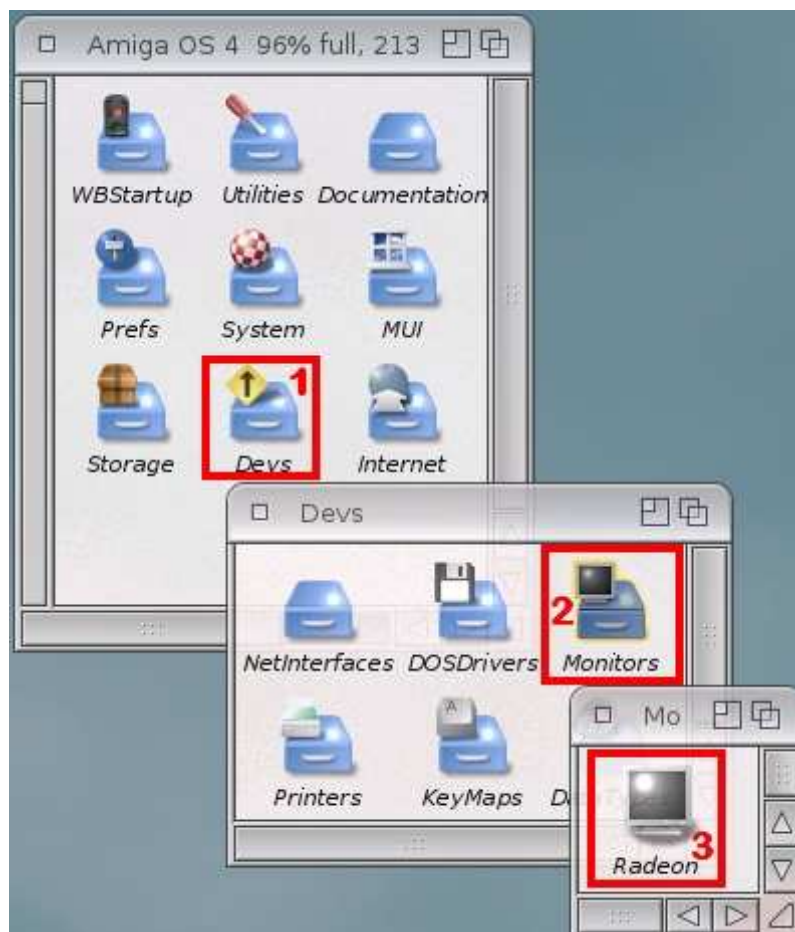 Amiga OS 4 96% full, 213
WBStartup Utilities Documentation
Prefs System MUI
1
Storage Devs Internet
Devs
2
NetInterfaces DOSDrivers Monitors
Mo
A
Printers KeyMaps
3
Radeon